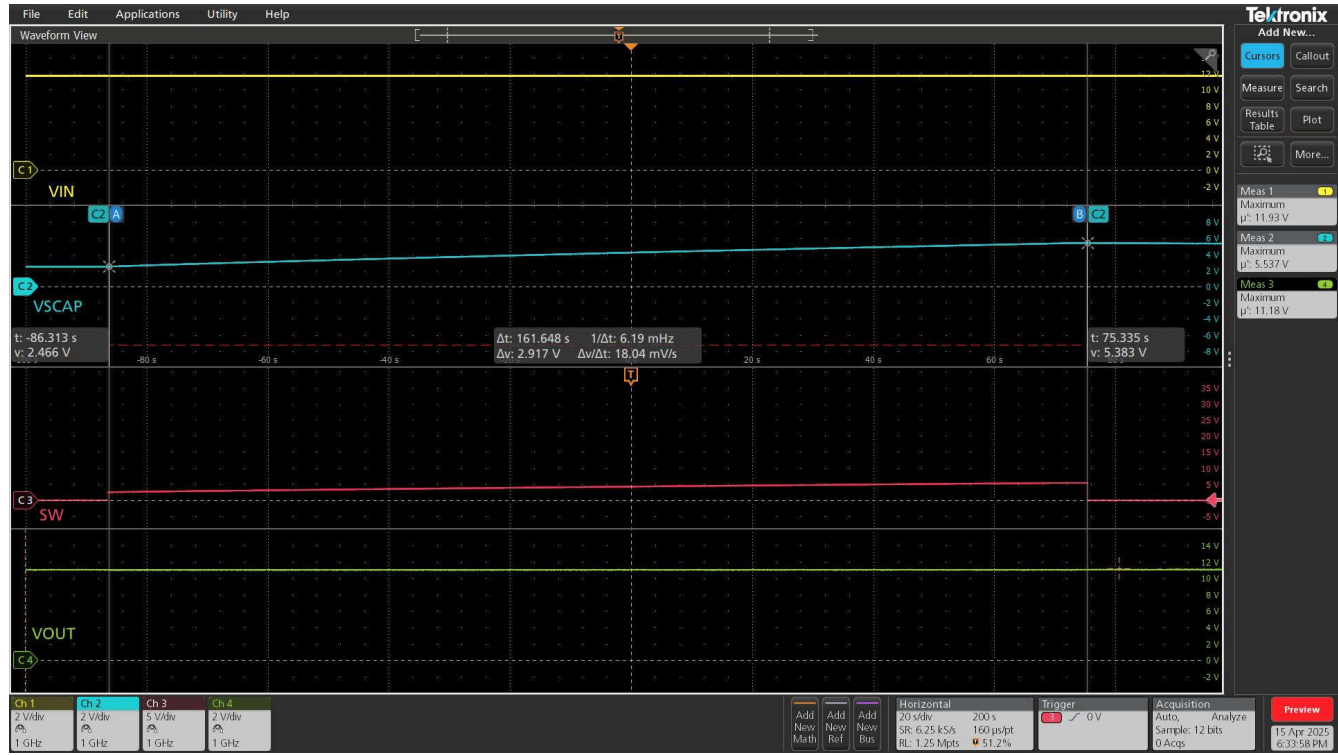 File Edit Applications Utility Help
Tektronix
Waveform View
Add New...
Cursors Callout
Measure Search
Results Table Plot
More...
T
12 V
10 V
8 V
6 V
4 V
2 V
0 V
-2 V
C1
VIN
C2 A
B C2
8 V
6 V
4 V
2 V
0 V
-2 V
-4 V
-6 V
-8 V
C2
VSCAP
t: -86.313 s
v: 2.466 V
Δt: 161.648 s 1/Δt: 6.19 mHz
Δv: 2.917 V Δv/Δt: 18.04 mV/s
t: 75.335 s
v: 5.383 V
-80 s -60 s -40 s 20 s 40 s 60 s
T
35 V
30 V
25 V
20 V
15 V
10 V
5 V
-5 V
C3
SW
14 V
12 V
10 V
8 V
6 V
4 V
2 V
0 V
-2 V
VOUT
C4
Meas 1 1
Maximum
µ': 11.93 V
Meas 2 2
Maximum
µ': 5.537 V
Meas 3 4
Maximum
µ': 11.18 V
Ch 1
2 V/div
1 GHz
Ch 2
2 V/div
1 GHz
Ch 3
5 V/div
1 GHz
Ch 4
2 V/div
1 GHz
Add New Math
Add New Ref
Add New Bus
Horizontal
20 s/div 200 s
SR: 6.25 kS/s 160 µs/pt
RL: 1.25 Mpts 51.2%
Trigger
3 0 V
Acquisition
Auto, Analyze
Sample: 12 bits
0 Acqs
Preview
15 Apr 2025
6:33:58 PM